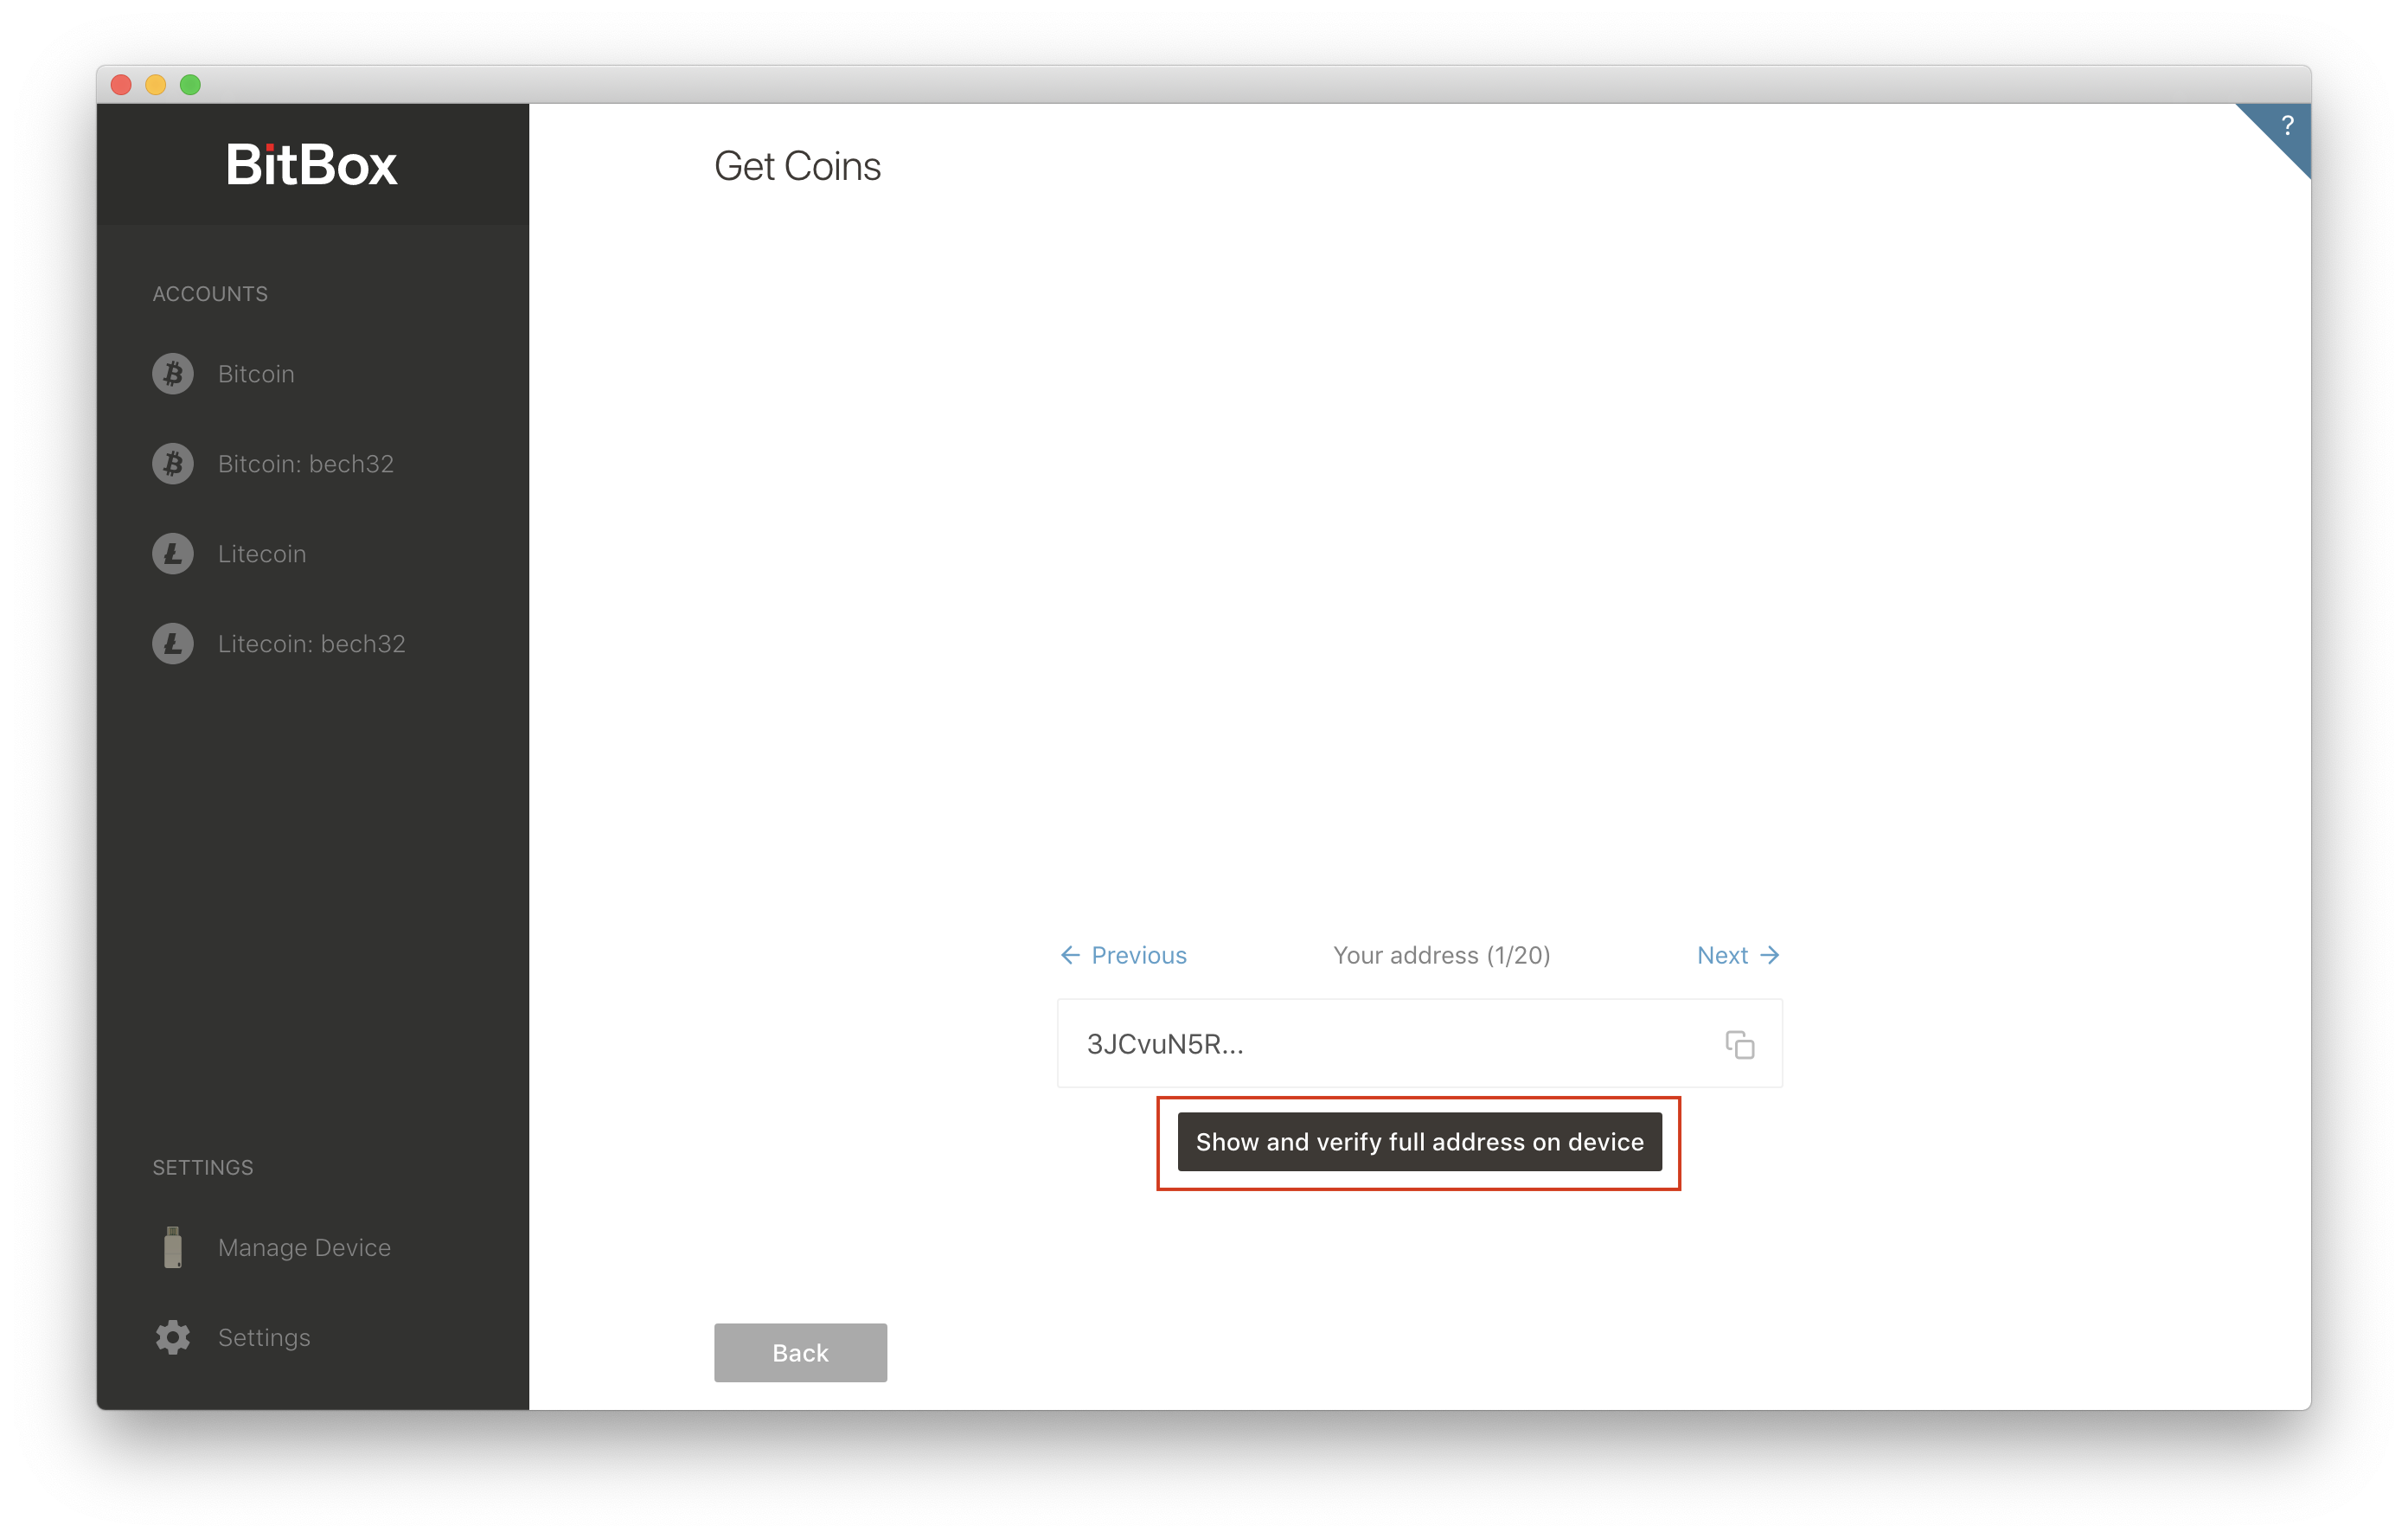 BitBox
ACCOUNTS
Bitcoin
Bitcoin: bech32
Litecoin
Litecoin: bech32
SETTINGS
Manage Device
Settings
?
Get Coins
← Previous
Your address (1/20)
Next →
3JCvuN5R...
Show and verify full address on device
Back